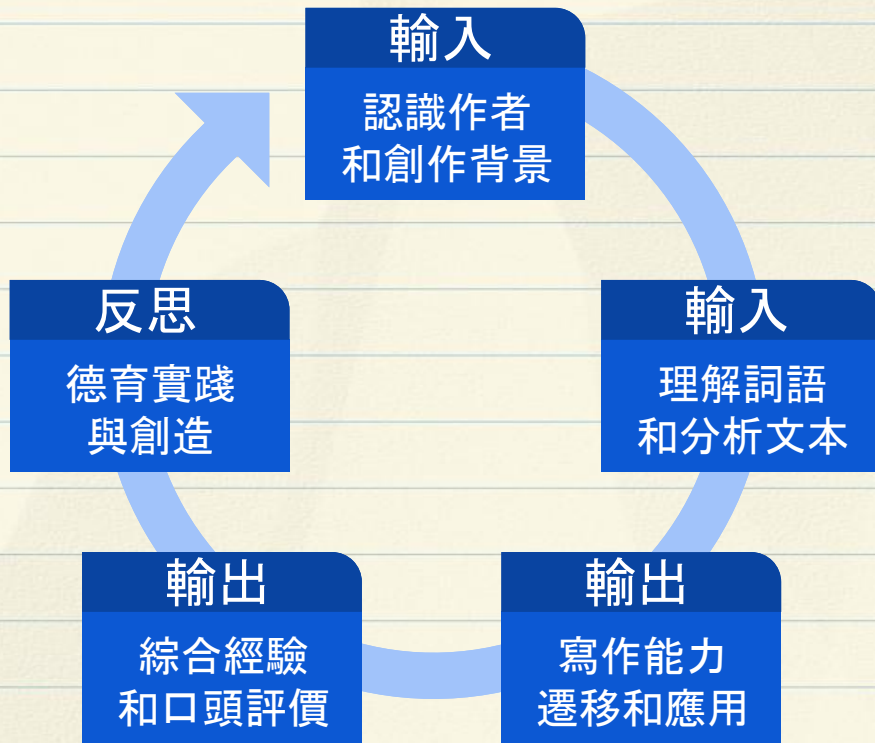 輸入
認識作者
和創作背景
輸入
理解詞語
和分析文本
輸出
寫作能力
遷移和應用
輸出
綜合經驗
和口頭評價
反思
德育實踐
與創造